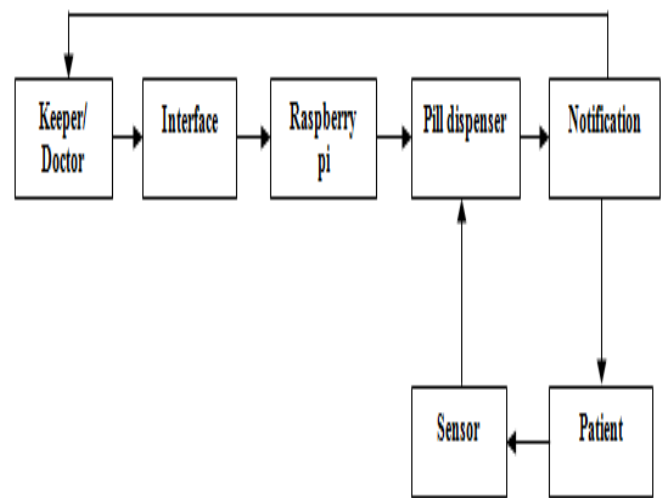 Keeper/
Doctor
Interface
Raspberry
pi
Pill dispenser
Notification
Sensor
Patient